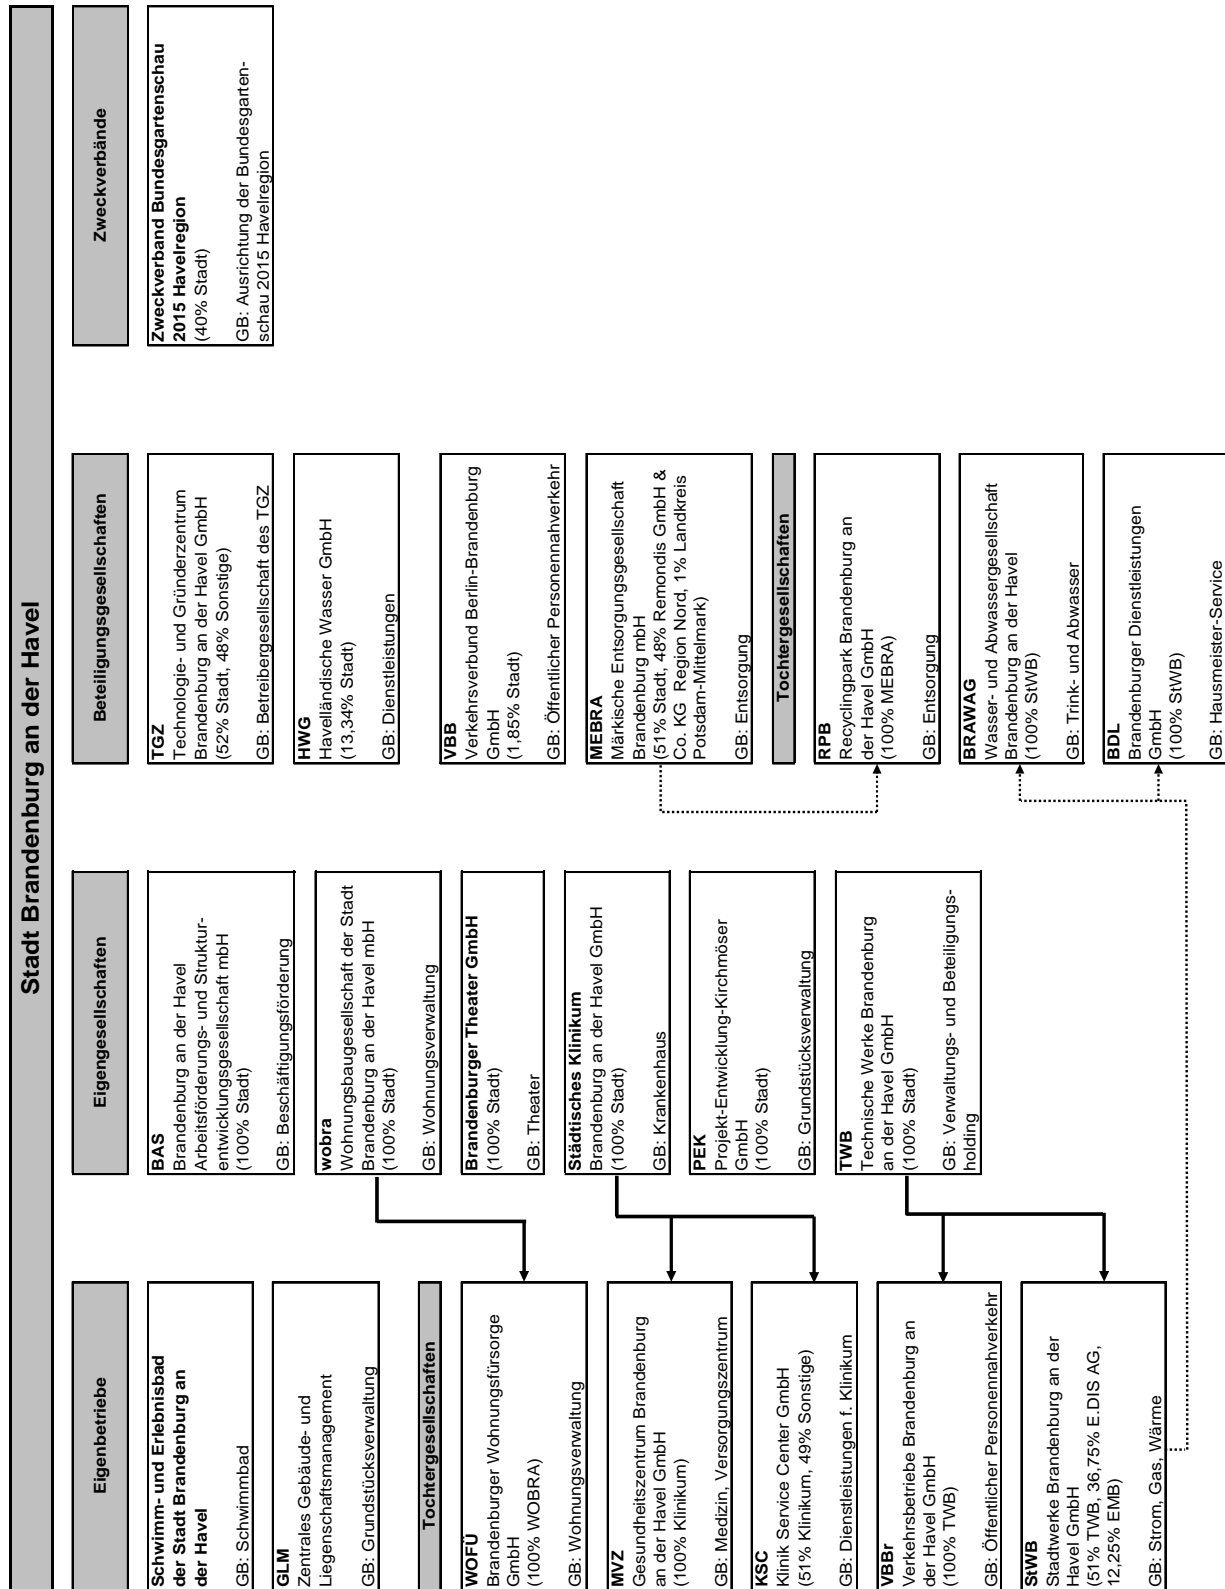 Stadt Brandenburg an der Havel
Eigenbetriebe
Schwimm- und Erlebnisbad
der Stadt Brandenburg an
der Havel
GB: Schwimmbad
GLM
Zentrales Gebäude- und
Liegenschaftsmanagement
GB: Grundstücksverwaltung
Tochtergesellschaften
WOFÜ
Brandenburger Wohnungsfürsorge
GmbH
(100% WOBRA)
GB: Wohnungsverwaltung
MVZ
Gesundheitszentrum Brandenburg
an der Havel GmbH
(100% Klinikum)
GB: Medizin, Versorgungszentrum
KSC
Klinik Service Center GmbH
(51% Klinikum, 49% Sonstige)
GB: Dienstleistungen f. Klinikum
VBBr
Verkehrsbetriebe Brandenburg an
der Havel GmbH
(100% TWB)
GB: Öffentlicher Personennahverkehr
StWB
Stadtwerke Brandenburg an der
Havel GmbH
(51% TWB, 36,75% E.DIS AG,
12,25% EMB)
GB: Strom, Gas, Wärme
Eigengesellschaften
BAS
Brandenburg an der Havel
Arbeitsförderungs- und Struktur-
entwicklungsgesellschaft mbH
(100% Stadt)
GB: Beschäftigungsförderung
wobra
Wohnungsbaugesellschaft der Stadt
Brandenburg an der Havel mbH
(100% Stadt)
GB: Wohnungsverwaltung
Brandenburger Theater GmbH
(100% Stadt)
GB: Theater
Städtisches Klinikum
Brandenburg an der Havel GmbH
(100% Stadt)
GB: Krankenhaus
PEK
Projekt-Entwicklung-Kirchmöser
GmbH
(100% Stadt)
GB: Grundstücksverwaltung
TWB
Technische Werke Brandenburg
an der Havel GmbH
(100% Stadt)
GB: Verwaltungs- und Beteiligungs-
holding
Beteiligungsgesellschaften
TGZ
Technologie- und Gründerzentrum
Brandenburg an der Havel GmbH
(52% Stadt, 48% Sonstige)
GB: Betreibergesellschaft des TGZ
HWG
Havelländische Wasser GmbH
(13,34% Stadt)
GB: Dienstleistungen
VBB
Verkehrsverbund Berlin-Brandenburg
GmbH
(1,85% Stadt)
GB: Öffentlicher Personennahverkehr
MEBRA
Märkische Entsorgungsgesellschaft
Brandenburg mbH
(51% Stadt, 48% Remondis GmbH &
Co. KG Region Nord, 1% Landkreis
Potsdam-Mittelmark)
GB: Entsorgung
Tochtergesellschaften
RPB
Recyclingpark Brandenburg an
der Havel GmbH
(100% MEBRA)
GB: Entsorgung
BRAWAG
Wasser- und Abwassergesellschaft
Brandenburg an der Havel
(100% StWB)
GB: Trink- und Abwasser
BDL
Brandenburger Dienstleistungen
GmbH
(100% StWB)
GB: Hausmeister-Service
Zweckverbände
Zweckverband Bundesgartenschau
2015 Havelregion
(40% Stadt)
GB: Ausrichtung der Bundesgarten-
schau 2015 Havelregion